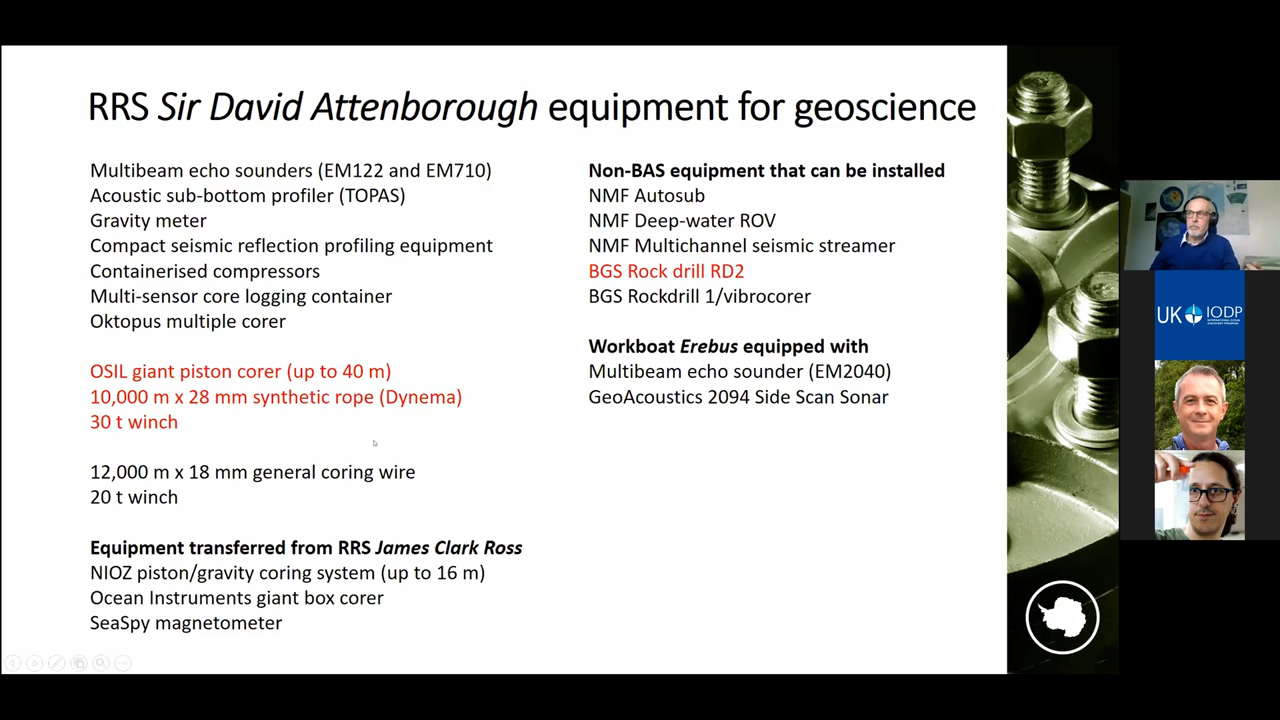 RRS Sir David Attenborough equipment for geoscience
Multibeam echo sounders (EM122 and EM710)
Acoustic sub-bottom profiler (TOPAS)
Gravity meter
Compact seismic reflection profiling equipment
Containerised compressors
Multi-sensor core logging container
Oktopus multiple corer
OSIL giant piston corer (up to 40 m)
10,000 m x 28 mm synthetic rope (Dynema)
30 t winch
12,000 m x 18 mm general coring wire
20 t winch
Equipment transferred from RRS James Clark Ross
NIOZ piston/gravity coring system (up to 16 m)
Ocean Instruments giant box corer
SeaSpy magnetometer
Non-BAS equipment that can be installed
NMF Autosub
NMF Deep-water ROV
NMF Multichannel seismic streamer
BGS Rock drill RD2
BGS Rockdrill 1/vibrocorer
Workboat Erebus equipped with
Multibeam echo sounder (EM2040)
GeoAcoustics 2094 Side Scan Sonar
UK IODP